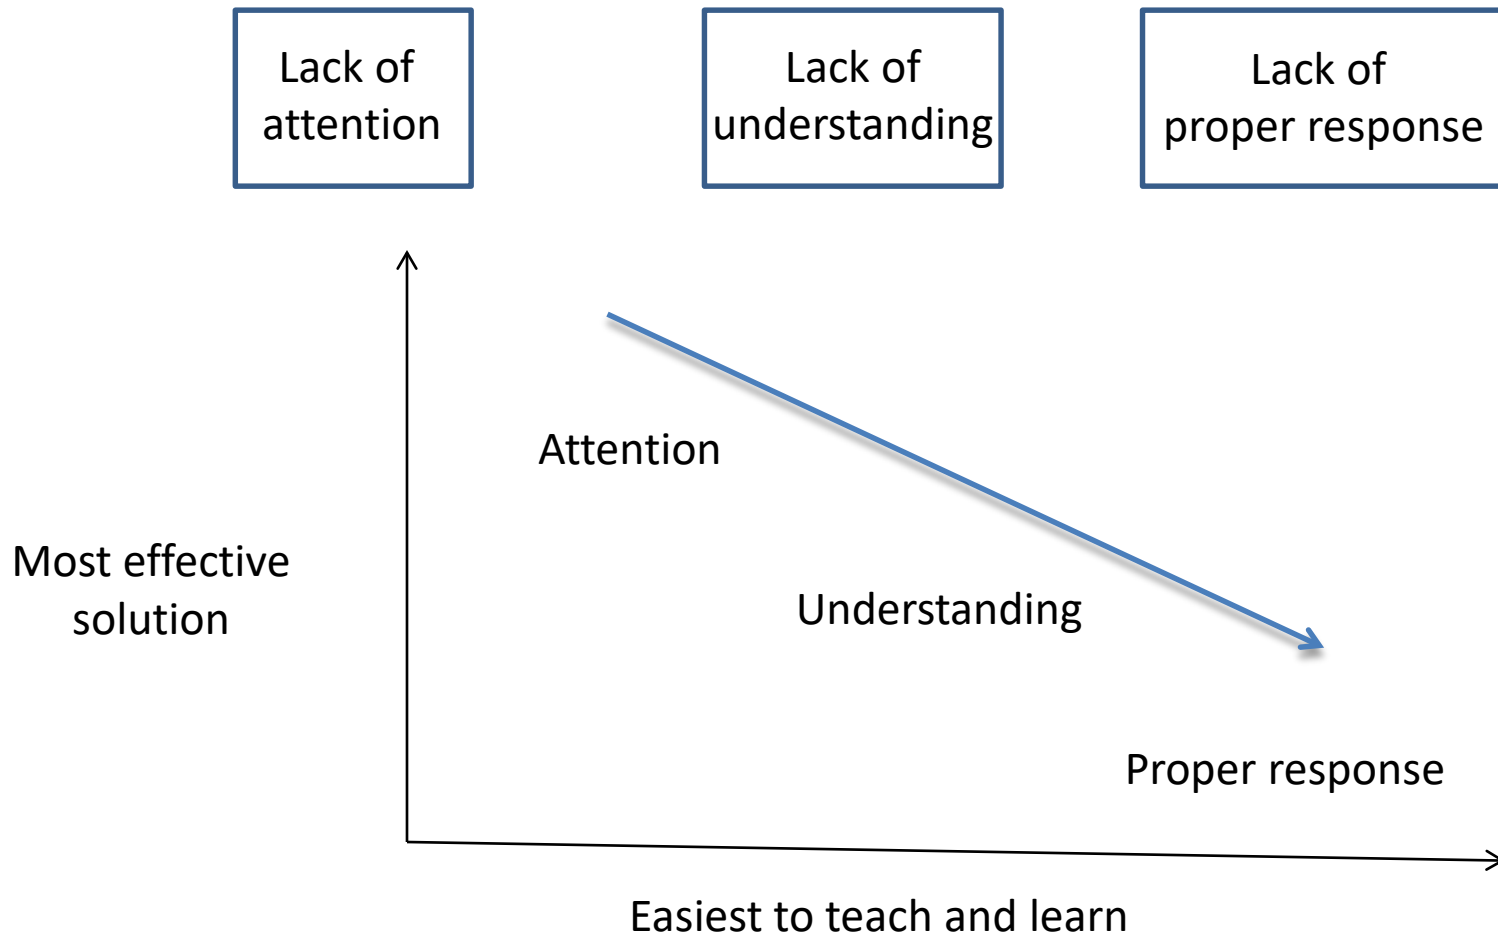 Lack of
attention
Lack of
understanding
Lack of
proper response
Attention
Most effective
solution
Understanding
Proper response
Easiest to teach and learn